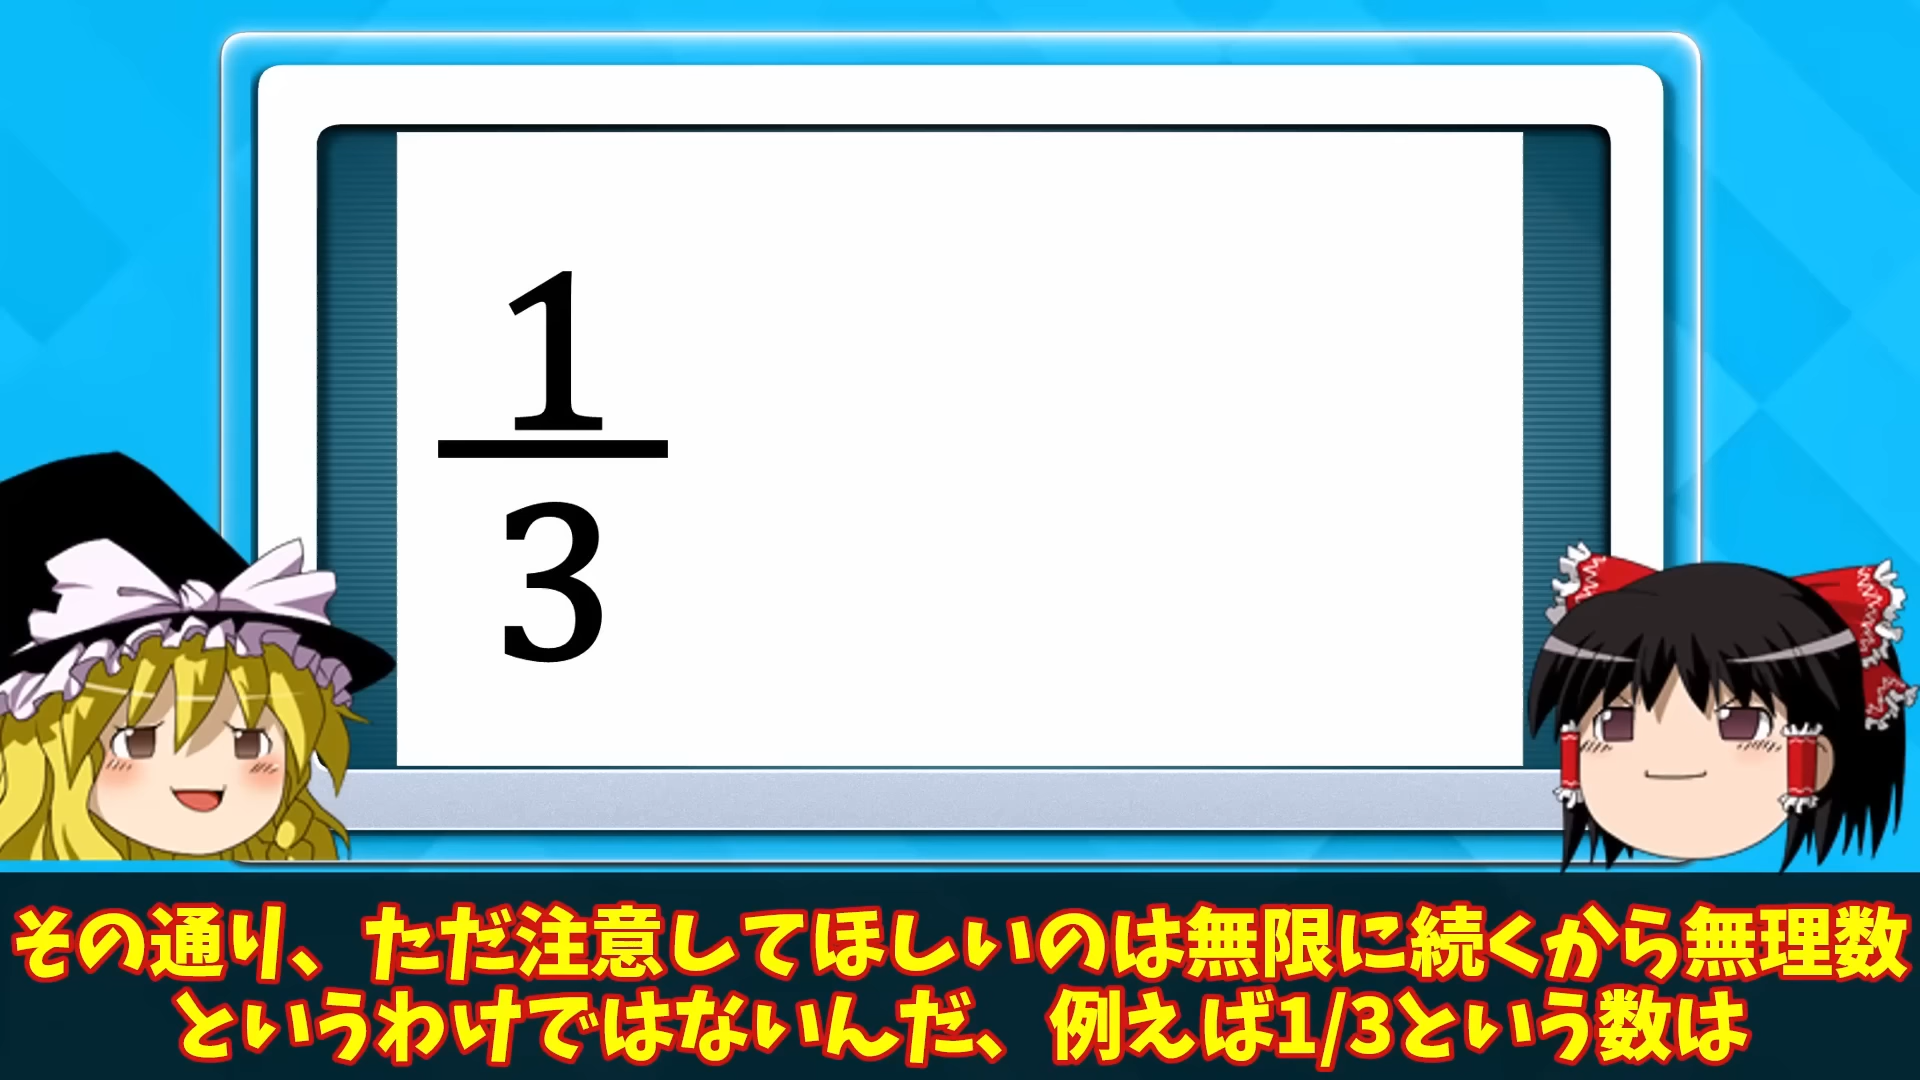 1
3
その通り、ただ注意してほしいのは無限に続くから無理数
というわけではないんだ、例えば1/3という数は